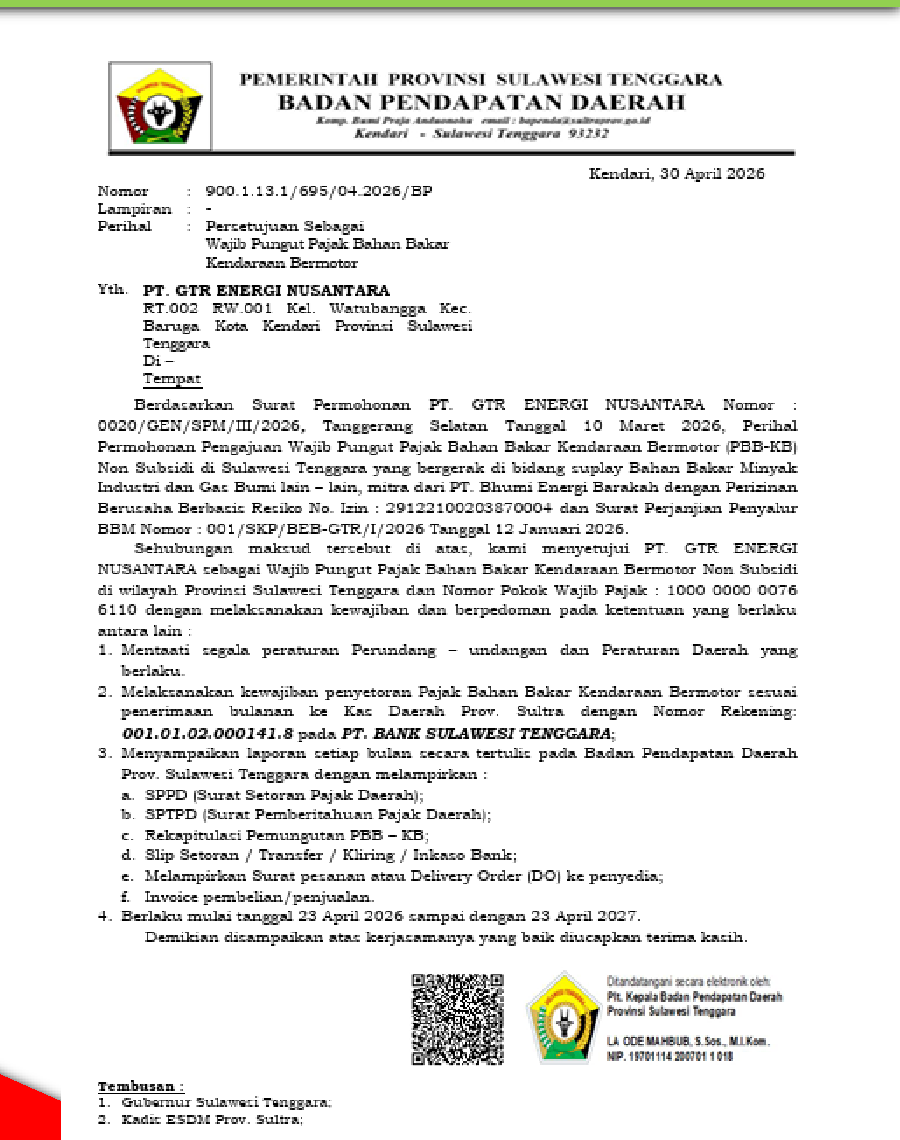 PEMERINTAH PROVINSI SULAWESI TENGGARA
BADAN PENDAPATAN DAERAH
Komp. Bumi Praja Anduonohu email : bapenda@sultraprov.go.id
Kendari - Sulawesi Tenggara 93232
Kendari, 30 April 2026
Nomor : 900.1.13.1/695/04.2026/BP
Lampiran : -
Perihal : Persetujuan Sebagai
Wajib Pungut Pajak Bahan Bakar
Kendaraan Bermotor
Yth. PT. GTR ENERGI NUSANTARA
RT.002 RW.001 Kel. Watubangga Kec.
Baruga Kota Kendari Provinsi Sulawesi
Tenggara
Di –
Tempat
Berdasarkan Surat Permohonan PT. GTR ENERGI NUSANTARA Nomor :
0020/GEN/SPM/III/2026, Tanggerang Selatan Tanggal 10 Maret 2026, Perihal
Permohonan Pengajuan Wajib Pungut Pajak Bahan Bakar Kendaraan Bermotor (PBB-KB)
Non Subsidi di Sulawesi Tenggara yang bergerak di bidang suplay Bahan Bakar Minyak
Industri dan Gas Bumi lain – lain, mitra dari PT. Bhumi Energi Barakah dengan Perizinan
Berusaha Berbasis Resiko No. Izin : 29122100203870004 dan Surat Perjanjian Penyalur
BBM Nomor : 001/SKP/BEB-GTR/I/2026 Tanggal 12 Januari 2026.
Sehubungan maksud tersebut di atas, kami menyetujui PT. GTR ENERGI
NUSANTARA sebagai Wajib Pungut Pajak Bahan Bakar Kendaraan Bermotor Non Subsidi
di wilayah Provinsi Sulawesi Tenggara dan Nomor Pokok Wajib Pajak : 1000 0000 0076
6110 dengan melaksanakan kewajiban dan berpedoman pada ketentuan yang berlaku
antara lain :
1. Mentaati segala peraturan Perundang – undangan dan Peraturan Daerah yang
berlaku.
2. Melaksanakan kewajiban penyetoran Pajak Bahan Bakar Kendaraan Bermotor sesuai
penerimaan bulanan ke Kas Daerah Prov. Sultra dengan Nomor Rekening:
001.01.02.000141.8 pada PT. BANK SULAWESI TENGGARA;
3. Menyampaikan laporan setiap bulan secara tertulis pada Badan Pendapatan Daerah
Prov. Sulawesi Tenggara dengan melampirkan :
a. SPPD (Surat Setoran Pajak Daerah);
b. SPTPD (Surat Pemberitahuan Pajak Daerah);
c. Rekapitulasi Pemungutan PBB – KB;
d. Slip Setoran / Transfer / Kliring / Inkaso Bank;
e. Melampirkan Surat pesanan atau Delivery Order (DO) ke penyedia;
f. Invoice pembelian/penjualan.
4. Berlaku mulai tanggal 23 April 2026 sampai dengan 23 April 2027.
Demikian disampaikan atas kerjasamanya yang baik diucapkan terima kasih.
Ditandatangani secara elektronik oleh:
Plt. Kepala Badan Pendapatan Daerah
Provinsi Sulawesi Tenggara
LA ODE MAHBUB, S.Sos., M.I.Kom.
NIP. 19701114 200701 1 018
Tembusan :
1. Gubernur Sulawesi Tenggara;
2. Kadis ESDM Prov. Sultra;